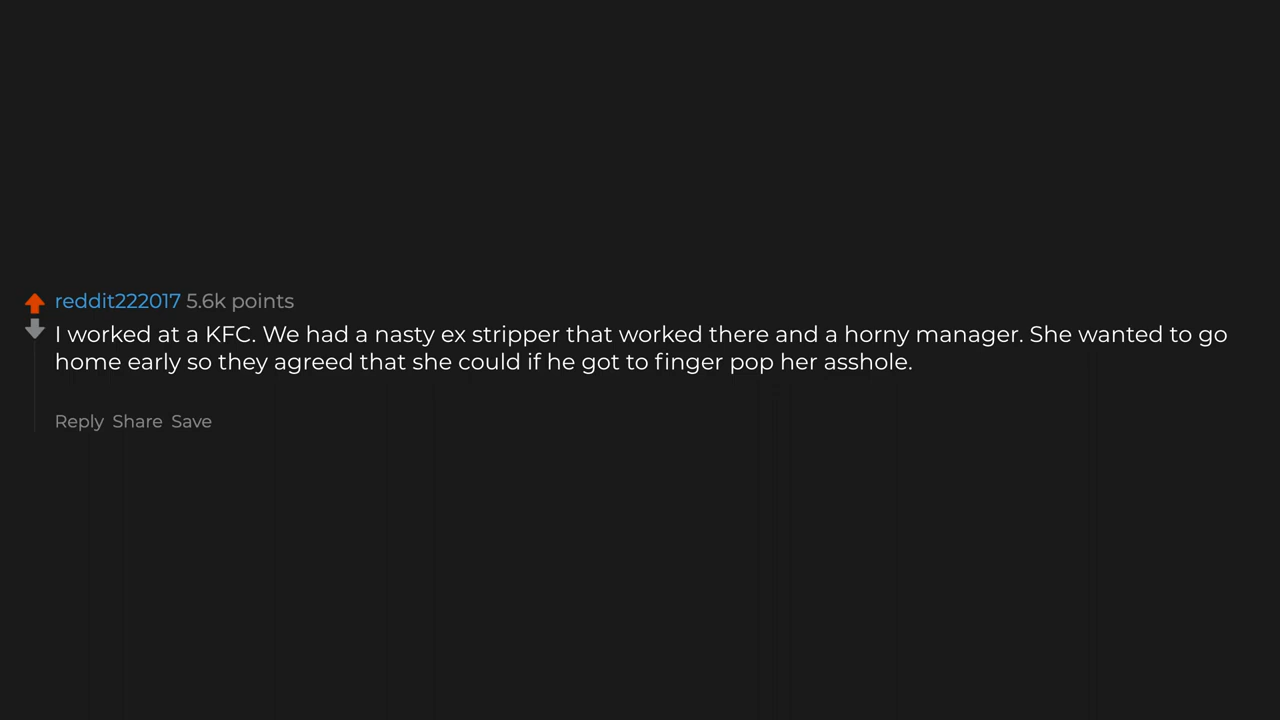 reddit222017 5.6k points
I worked at a KFC. We had a nasty ex stripper that worked there and a horny manager. She wanted to go
home early so they agreed that she could if he got to finger pop her asshole.
Reply Share Save